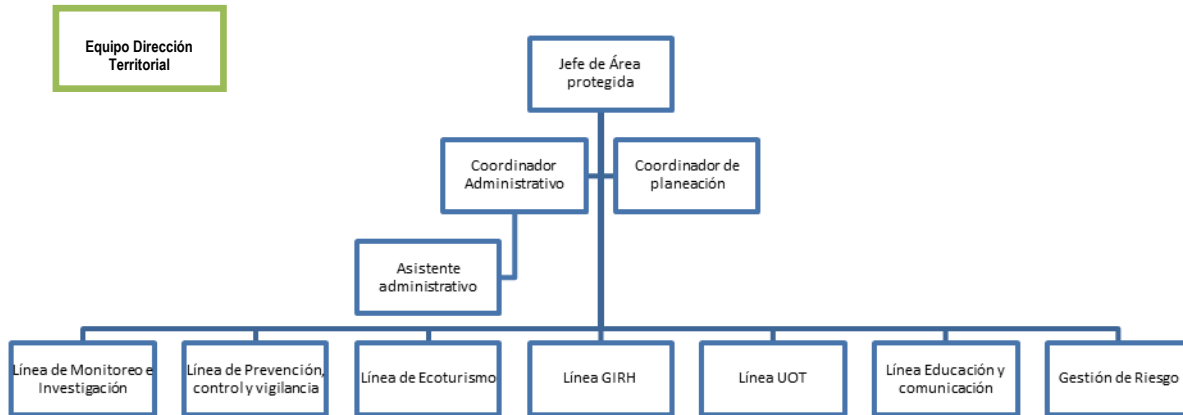 Equipo Dirección
Territorial
Jefe de Área
protegida
Coordinador
Administrativo
Coordinador de
planeación
Asistente
administrativo
Línea de Monitoreo e
Investigación
Línea de Prevención,
control y vigilancia
Línea de Ecoturismo
Línea GIRH
Línea UOT
Línea Educación y
comunicación
Gestión de Riesgo